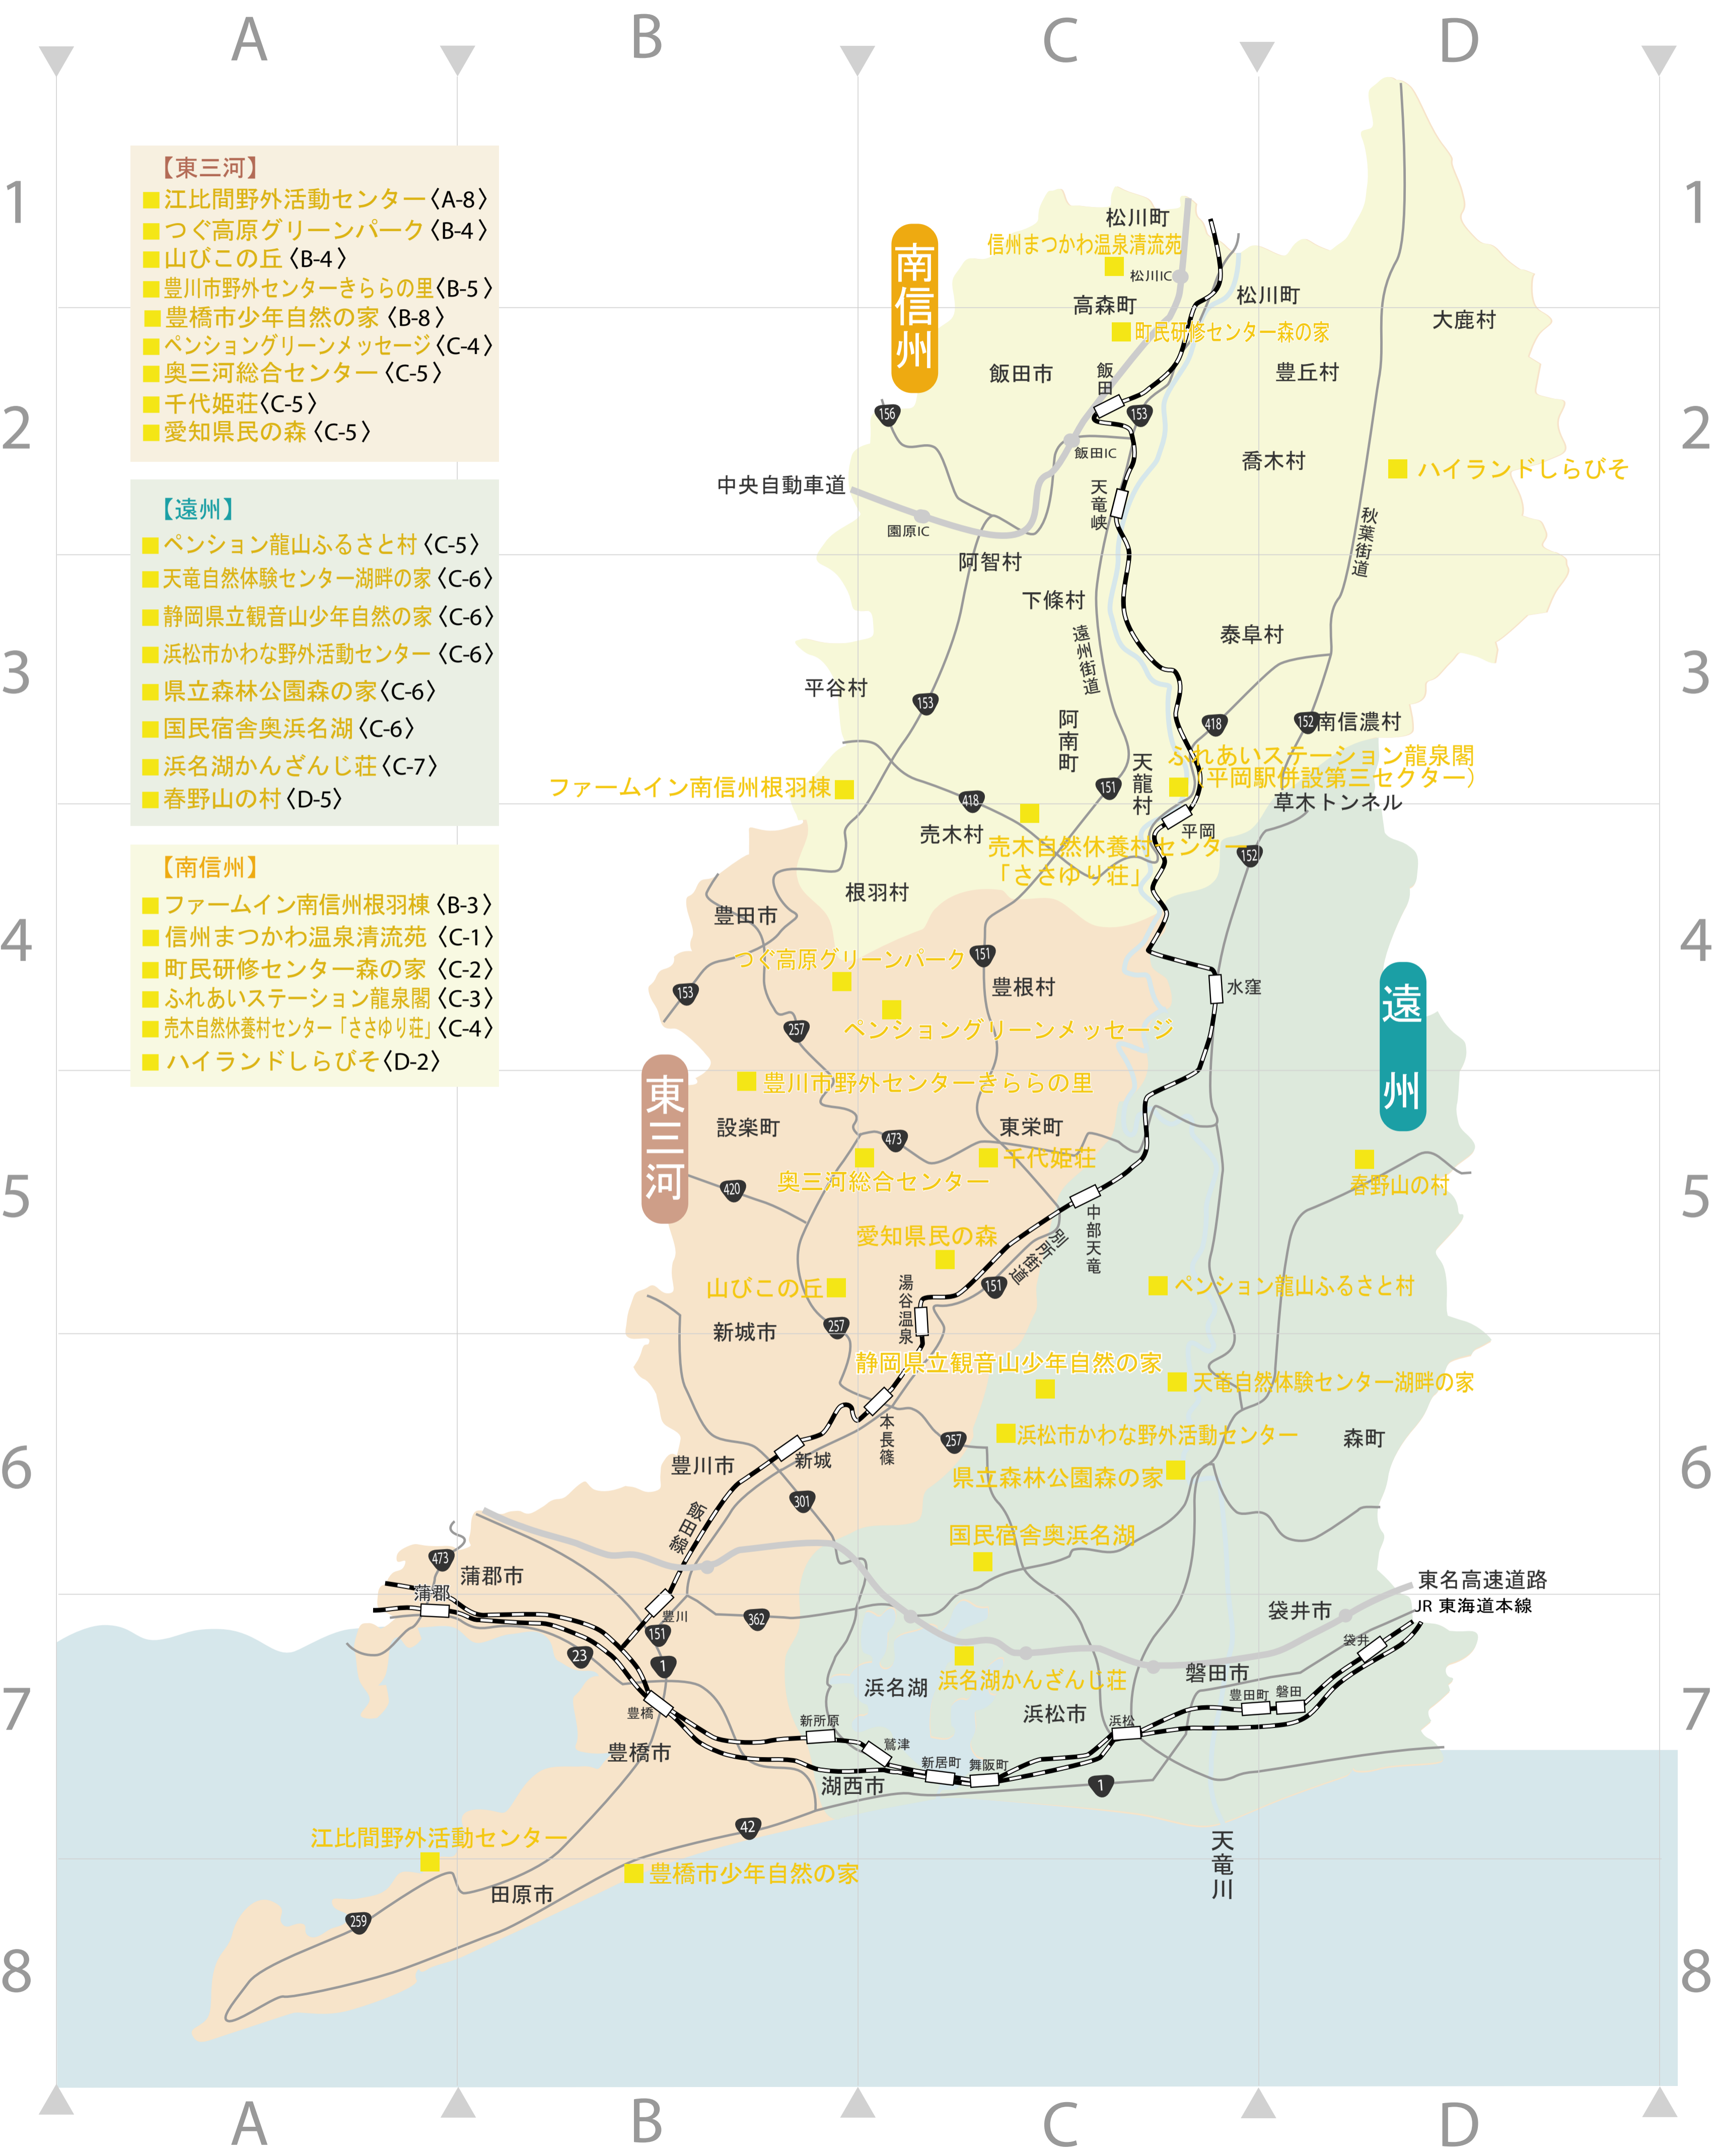 A
B
C
D
1
2
3
4
5
6
7
8
1
2
3
4
5
6
7
8
A
B
C
D
【東三河】
江比間野外活動センター〈A-8〉
つぐ高原グリーンパーク〈B-4〉
山びこの丘〈B-4〉
豊川市野外センターきららの里〈B-5〉
豊橋市少年自然の家〈B-8〉
ペンショングリーンメッセージ〈C-4〉
奥三河総合センター〈C-5〉
千代姫荘〈C-5〉
愛知県民の森〈C-5〉
【遠州】
ペンション龍山ふるさと村〈C-5〉
天竜自然体験センター湖畔の家〈C-6〉
静岡県立観音山少年自然の家〈C-6〉
浜松市かわな野外活動センター〈C-6〉
県立森林公園森の家〈C-6〉
国民宿舎奥浜名湖〈C-6〉
浜名湖かんざんじ荘〈C-7〉
春野山の村〈D-5〉
【南信州】
ファームイン南信州根羽棟〈B-3〉
信州まつかわ温泉清流苑〈C-1〉
町民研修センター森の家〈C-2〉
ふれあいステーション龍泉閣〈C-3〉
売木自然休養村センター「ささゆり荘」〈C-4〉
ハイランドしらびそ〈D-2〉
南信州
松川町
信州まつかわ温泉清流苑
松川IC
高森町
松川町
大鹿村
町民研修センター森の家
飯田市
飯田
豊丘村
156
153
飯田IC
喬木村
ハイランドしらびそ
中央自動車道
天竜峡
園原IC
秋葉街道
阿智村
下條村
遠州街道
泰阜村
平谷村
153
阿南町
418
152
南信濃村
天龍村
ふれあいステーション龍泉閣
（平岡駅併設第三セクター）
ファームイン南信州根羽棟
151
418
草木トンネル
売木村
平岡
売木自然休養村センター
「ささゆり荘」
152
根羽村
豊田市
つぐ高原グリーンパーク
151
153
豊根村
水窪
遠州
257
ペンショングリーンメッセージ
東三河
豊川市野外センターきららの里
設楽町
473
東栄町
千代姫荘
奥三河総合センター
420
春野山の村
中部天竜
愛知県民の森
別所街道
151
山びこの丘
湯谷温泉
ペンション龍山ふるさと村
新城市
257
静岡県立観音山少年自然の家
天竜自然体験センター湖畔の家
本長篠
257
浜松市かわな野外活動センター
森町
新城
豊川市
県立森林公園森の家
301
飯田線
国民宿舎奥浜名湖
473
蒲郡市
蒲郡
東名高速道路
JR 東海道本線
袋井市
豊川
362
151
袋井
23
1
浜名湖かんざんじ荘
磐田市
浜名湖
豊田町
磐田
豊橋
浜松市
新所原
浜松
豊橋市
鷲津
新居町
舞阪町
湖西市
1
42
江比間野外活動センター
天竜川
豊橋市少年自然の家
田原市
259